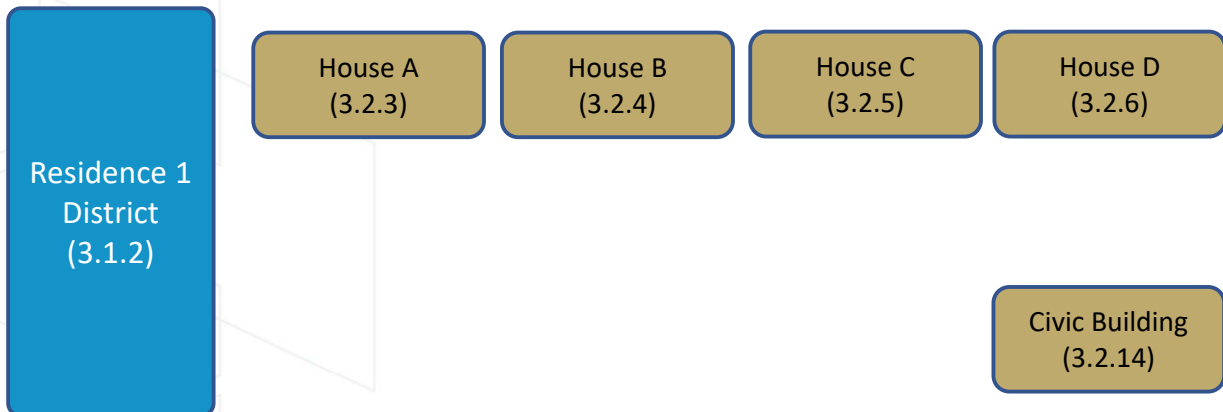 Residence 1
District
(3.1.2)
House A
(3.2.3)
House B
(3.2.4)
House C
(3.2.5)
House D
(3.2.6)
Civic Building
(3.2.14)